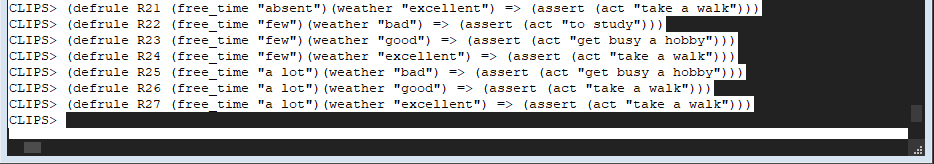 CLIPS> (defrule R21 (free_time "absent")(weather "excellent") => (assert (act "take a walk")))
CLIPS> (defrule R22 (free_time "few")(weather "bad") => (assert (act "to study")))
CLIPS> (defrule R23 (free_time "few")(weather "good") => (assert (act "get busy a hobby")))
CLIPS> (defrule R24 (free_time "few")(weather "excellent") => (assert (act "take a walk")))
CLIPS> (defrule R25 (free_time "a lot")(weather "bad") => (assert (act "get busy a hobby")))
CLIPS> (defrule R26 (free_time "a lot")(weather "good") => (assert (act "take a walk")))
CLIPS> (defrule R27 (free_time "a lot")(weather "excellent") => (assert (act "take a walk")))
CLIPS>